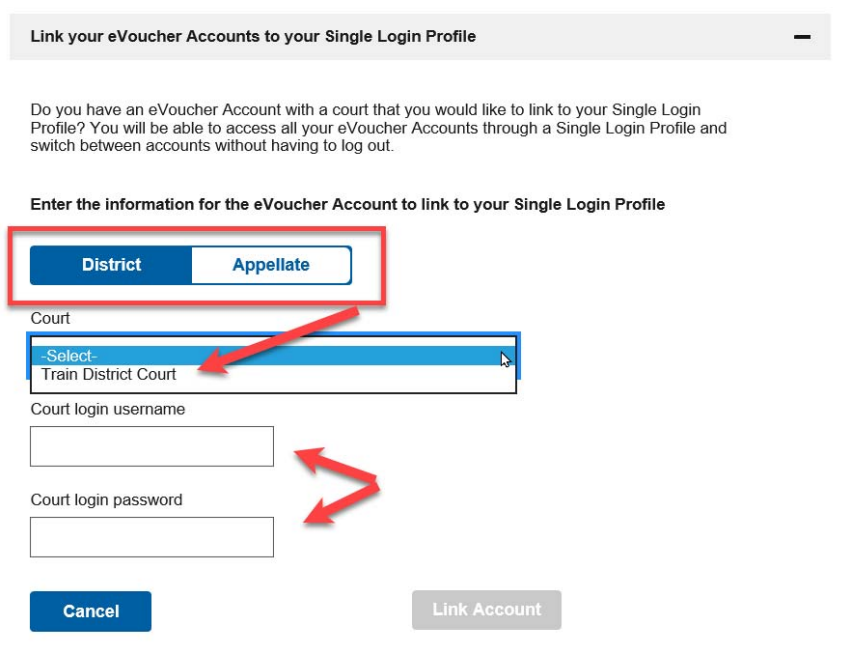 Link your eVoucher Accounts to your Single Login Profile
Do you have an eVoucher Account with a court that you would like to link to your Single Login
Profile? You will be able to access all your eVoucher Accounts through a Single Login Profile and
switch between accounts without having to log out.
Enter the information for the eVoucher Account to link to your Single Login Profile
District Appellate
Court
-Select-
Train District Court
Court login username
Court login password
Cancel Link Account